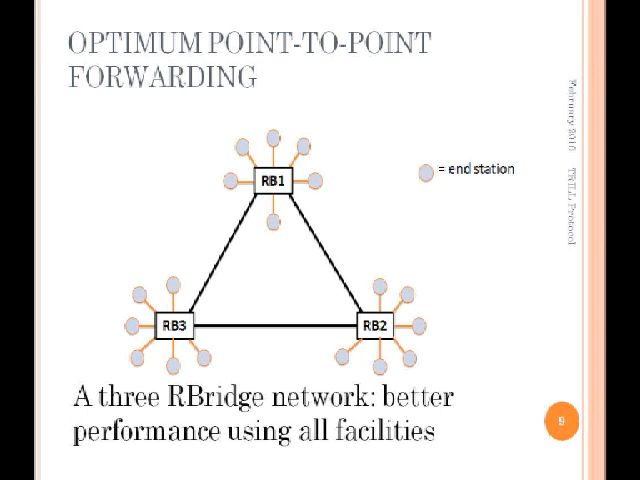 OPTIMUM POINT-TO-POINT
FORWARDING
= end station
RB1
RB3
RB2
A three RBridge network: better
performance using all facilities
February 2010
TRILL Protocol
9